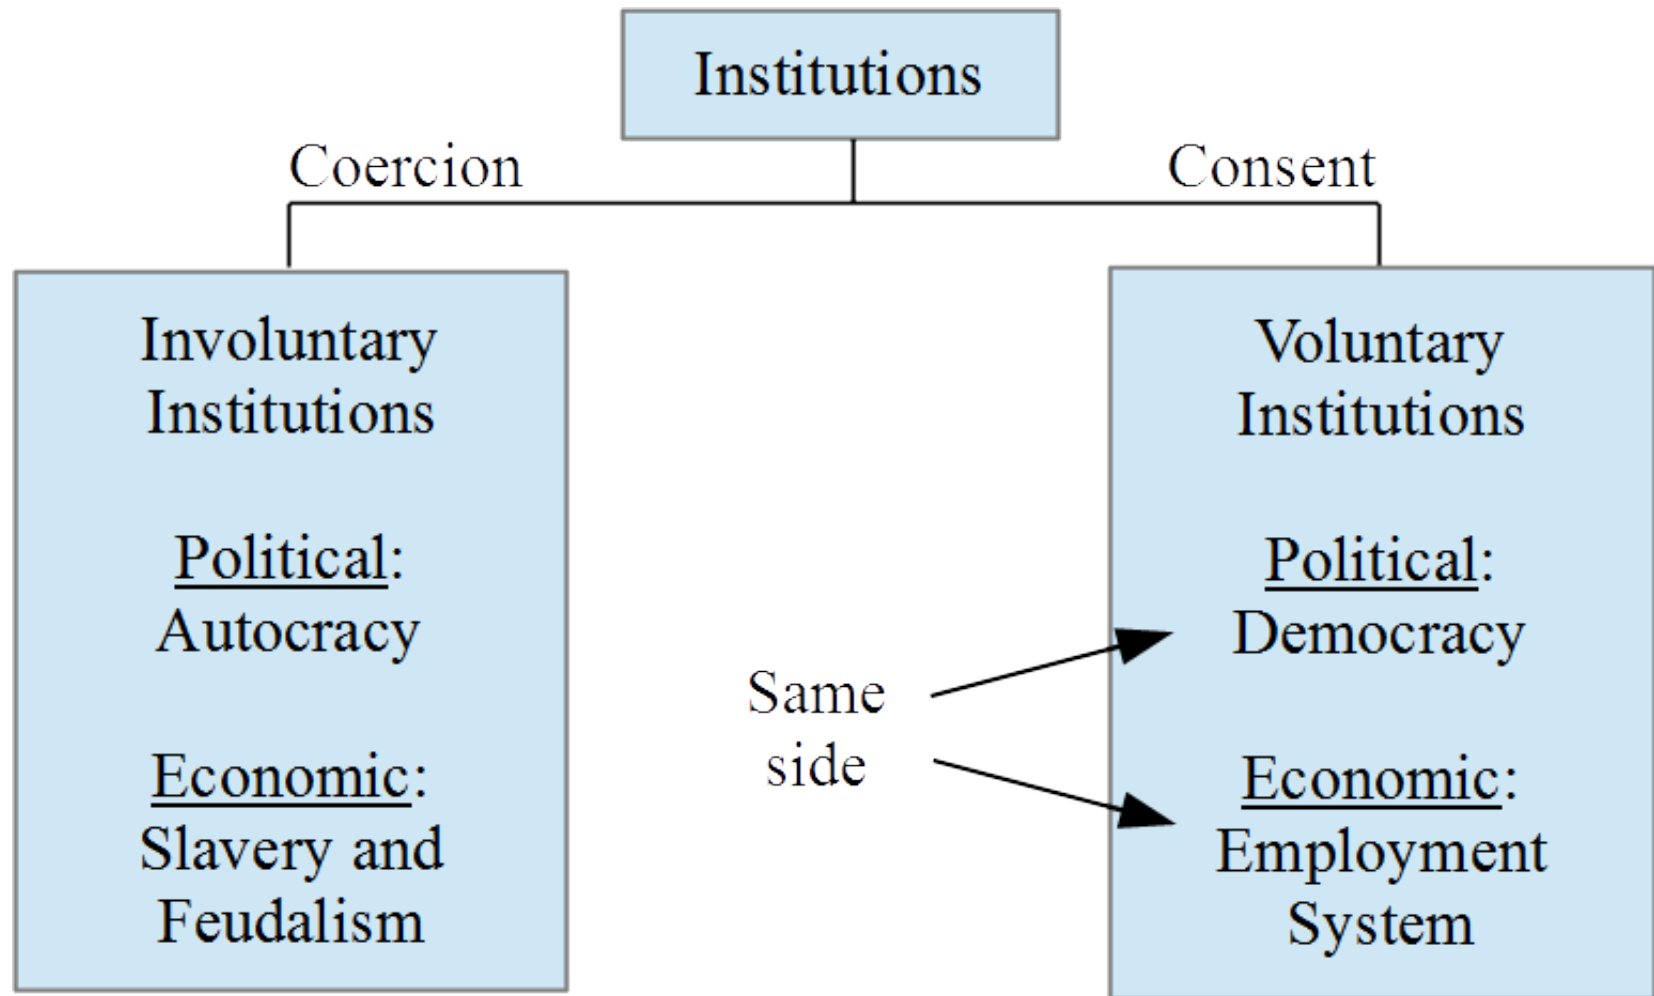 Institutions
Coercion
Consent
Involuntary
Institutions
Political:
Autocracy
Economic:
Slavery and
Feudalism
Same
side
Voluntary
Institutions
Political:
Democracy
Economic:
Employment
System